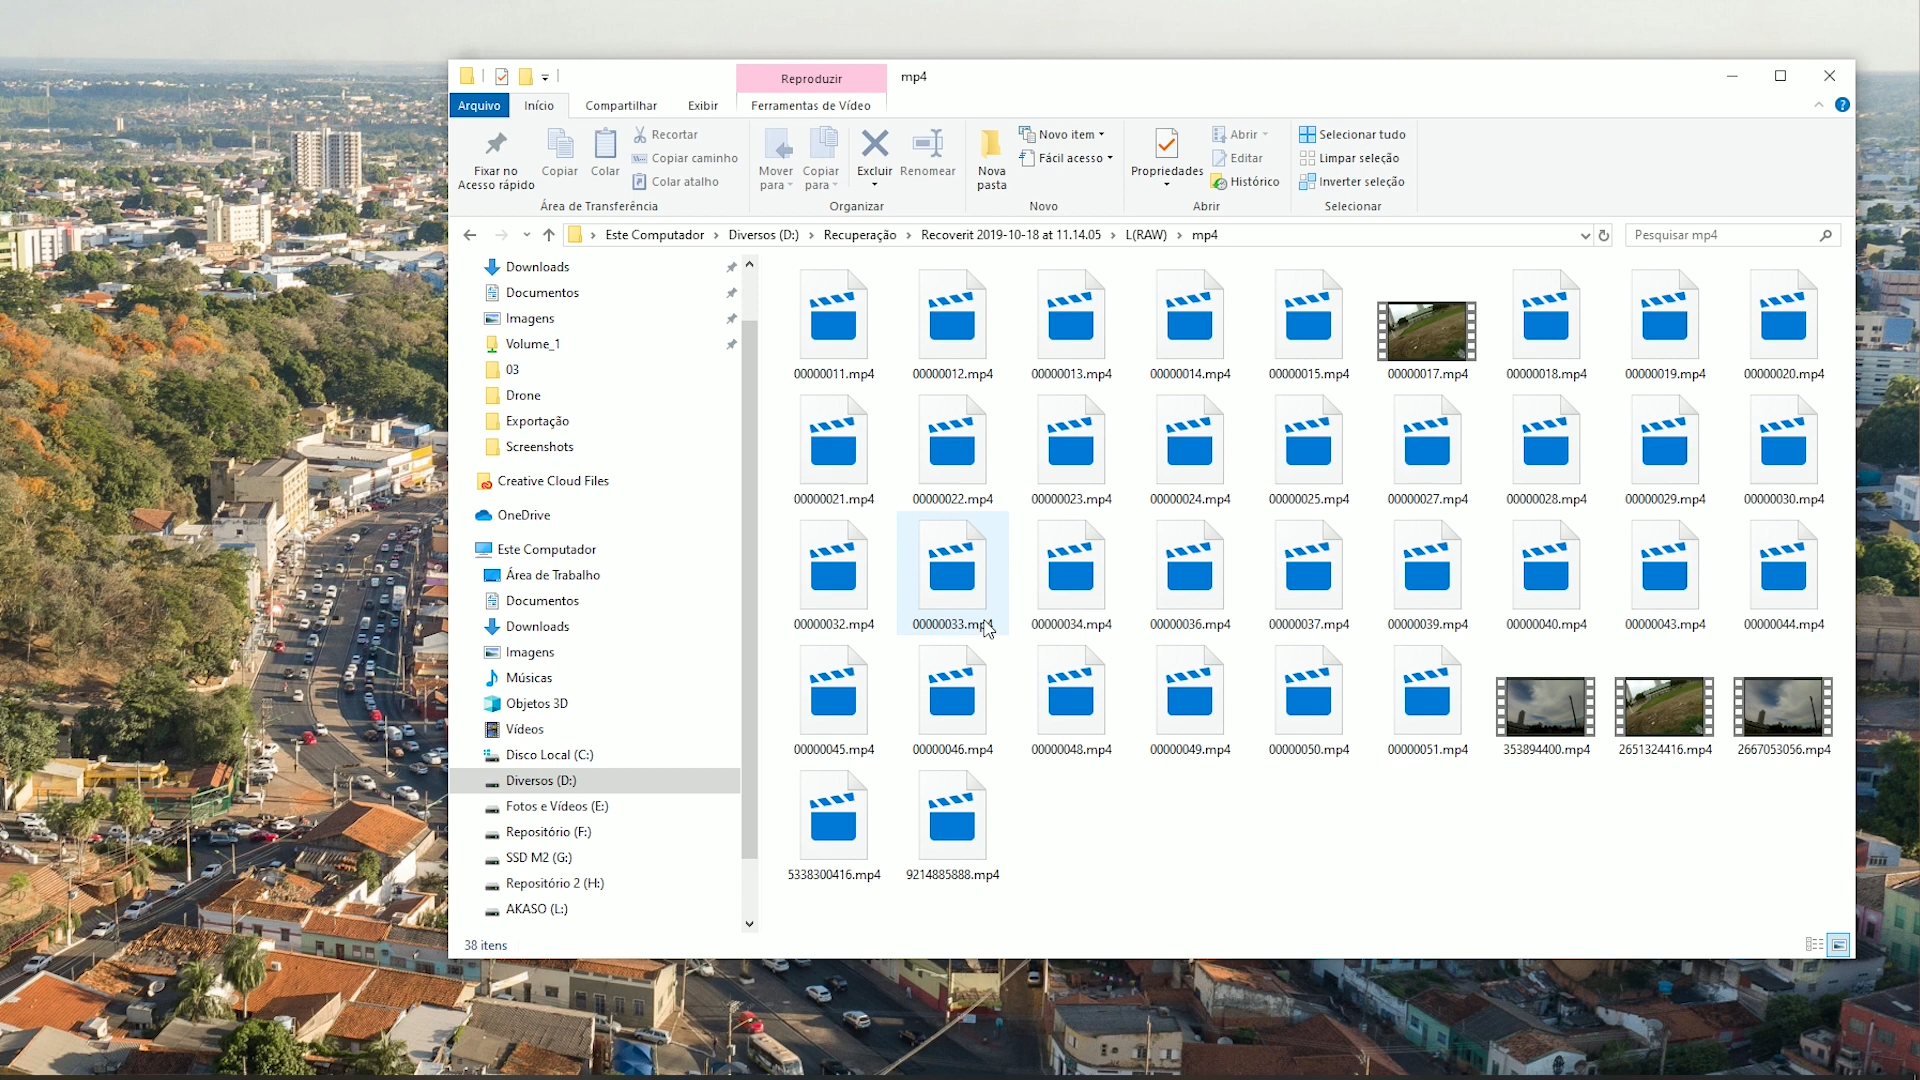 Reproduzir
mp4
Arquivo
Início
Compartilhar
Exibir
Ferramentas de Vídeo
Fixar no
Acesso rápido
Copiar
Colar
Recortar
Copiar caminho
Colar atalho
Área de Transferência
Mover
para
Copiar
para
Excluir
Renomear
Organizar
Nova
pasta
Novo item
Fácil acesso
Novo
Propriedades
Abrir
Editar
Histórico
Abrir
Selecionar tudo
Limpar seleção
Inverter seleção
Selecionar
Este Computador > Diversos (D:) > Recuperação > Recoverit 2019-10-18 at 11.14.05 > L(RAW) > mp4
Pesquisar mp4
Downloads
Documentos
Imagens
Volume_1
03
Drone
Exportação
Screenshots
Creative Cloud Files
OneDrive
Este Computador
Área de Trabalho
Documentos
Downloads
Imagens
Músicas
Objetos 3D
Vídeos
Disco Local (C:)
Diversos (D:)
Fotos e Vídeos (E:)
Repositório (F:)
SSD M2 (G:)
Repositório 2 (H:)
AKASO (L:)
00000011.mp4 00000012.mp4 00000013.mp4 00000014.mp4 00000015.mp4 00000017.mp4 00000018.mp4 00000019.mp4 00000020.mp4
00000021.mp4 00000022.mp4 00000023.mp4 00000024.mp4 00000025.mp4 00000027.mp4 00000028.mp4 00000029.mp4 00000030.mp4
00000032.mp4 00000033.mp4 00000034.mp4 00000036.mp4 00000037.mp4 00000039.mp4 00000040.mp4 00000043.mp4 00000044.mp4
00000045.mp4 00000046.mp4 00000048.mp4 00000049.mp4 00000050.mp4 00000051.mp4 353894400.mp4 2651324416.mp4 2667053056.mp4
5338300416.mp4 9214885888.mp4
38 itens